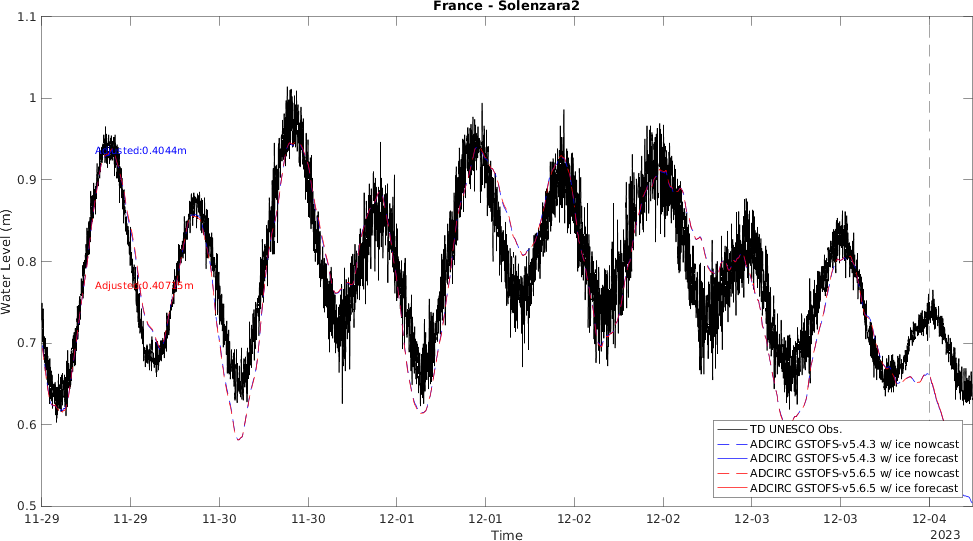 France - Solenzara2
1.1
1
0.9
0.8
0.7
0.6
0.5
Water Level (m)
Adjusted:0.4044m
Adjusted:0.40735m
TD UNESCO Obs.
ADCIRC GSTOFS-v5.4.3 w/ ice nowcast
ADCIRC GSTOFS-v5.4.3 w/ ice forecast
ADCIRC GSTOFS-v5.6.5 w/ ice nowcast
ADCIRC GSTOFS-v5.6.5 w/ ice forecast
11-29 11-29 11-30 11-30 12-01 12-01 12-02 12-02 12-03 12-03 12-04
Time
2023